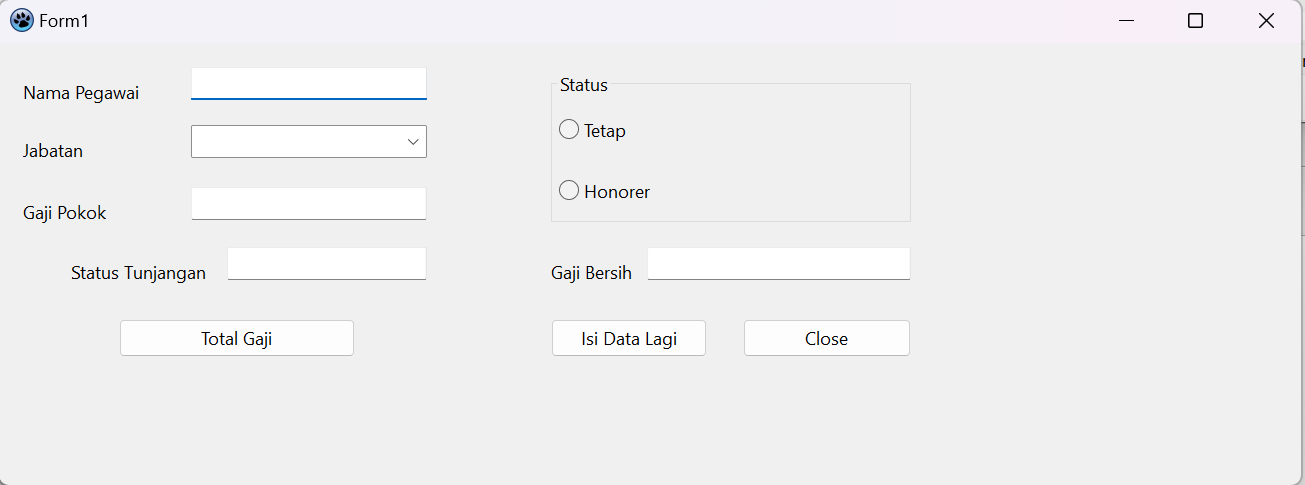 Form1
Nama Pegawai
Jabatan
Gaji Pokok
Status Tunjangan
Total Gaji
Status
Tetap
Honorer
Gaji Bersih
Isi Data Lagi
Close